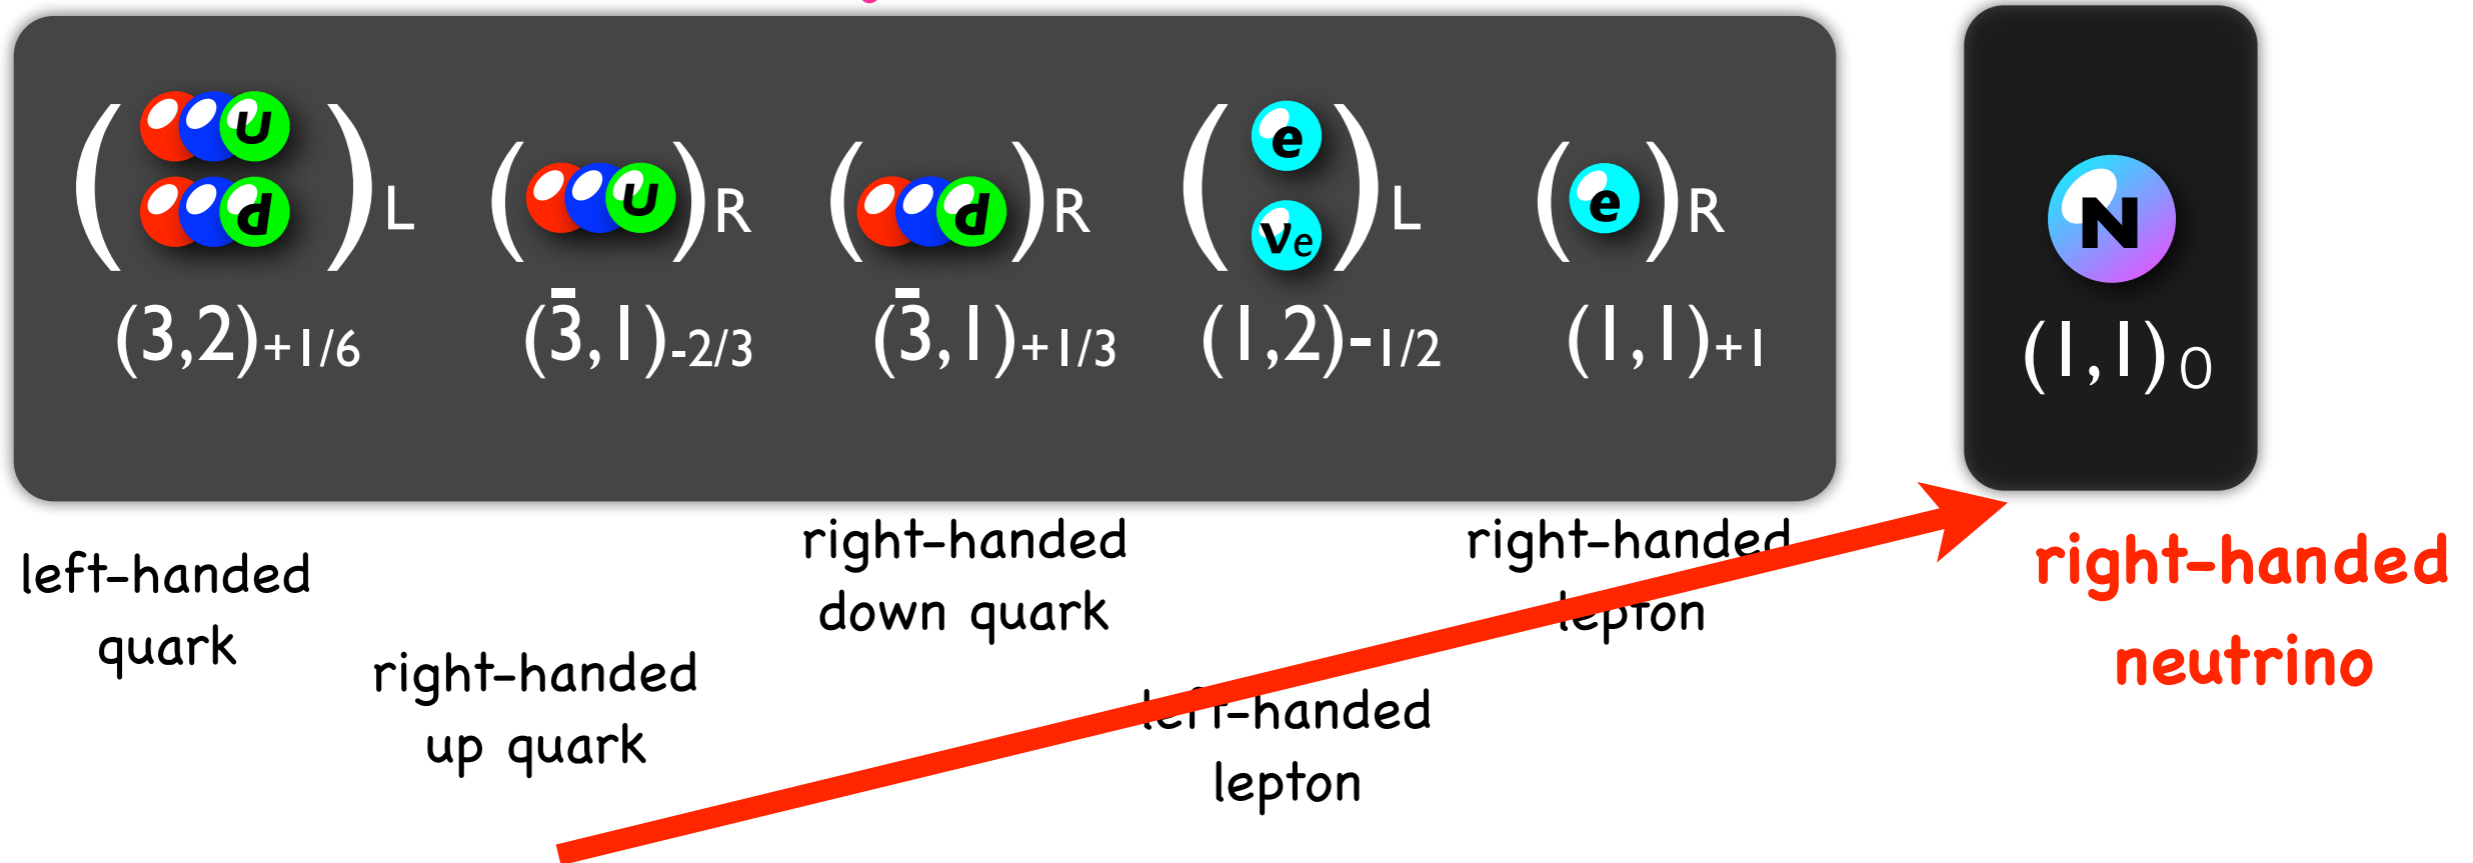 ( U d )L ( U )R ( d )R ( e νe )L ( e )R N
(3,2)+1/6 (3̄,1)-2/3 (3̄,1)+1/3 (1,2)-1/2 (1,1)+1 (1,1)0
left-handed
quark
right-handed
up quark
right-handed
down quark
left-handed
lepton
right-handed
lepton
right-handed
neutrino